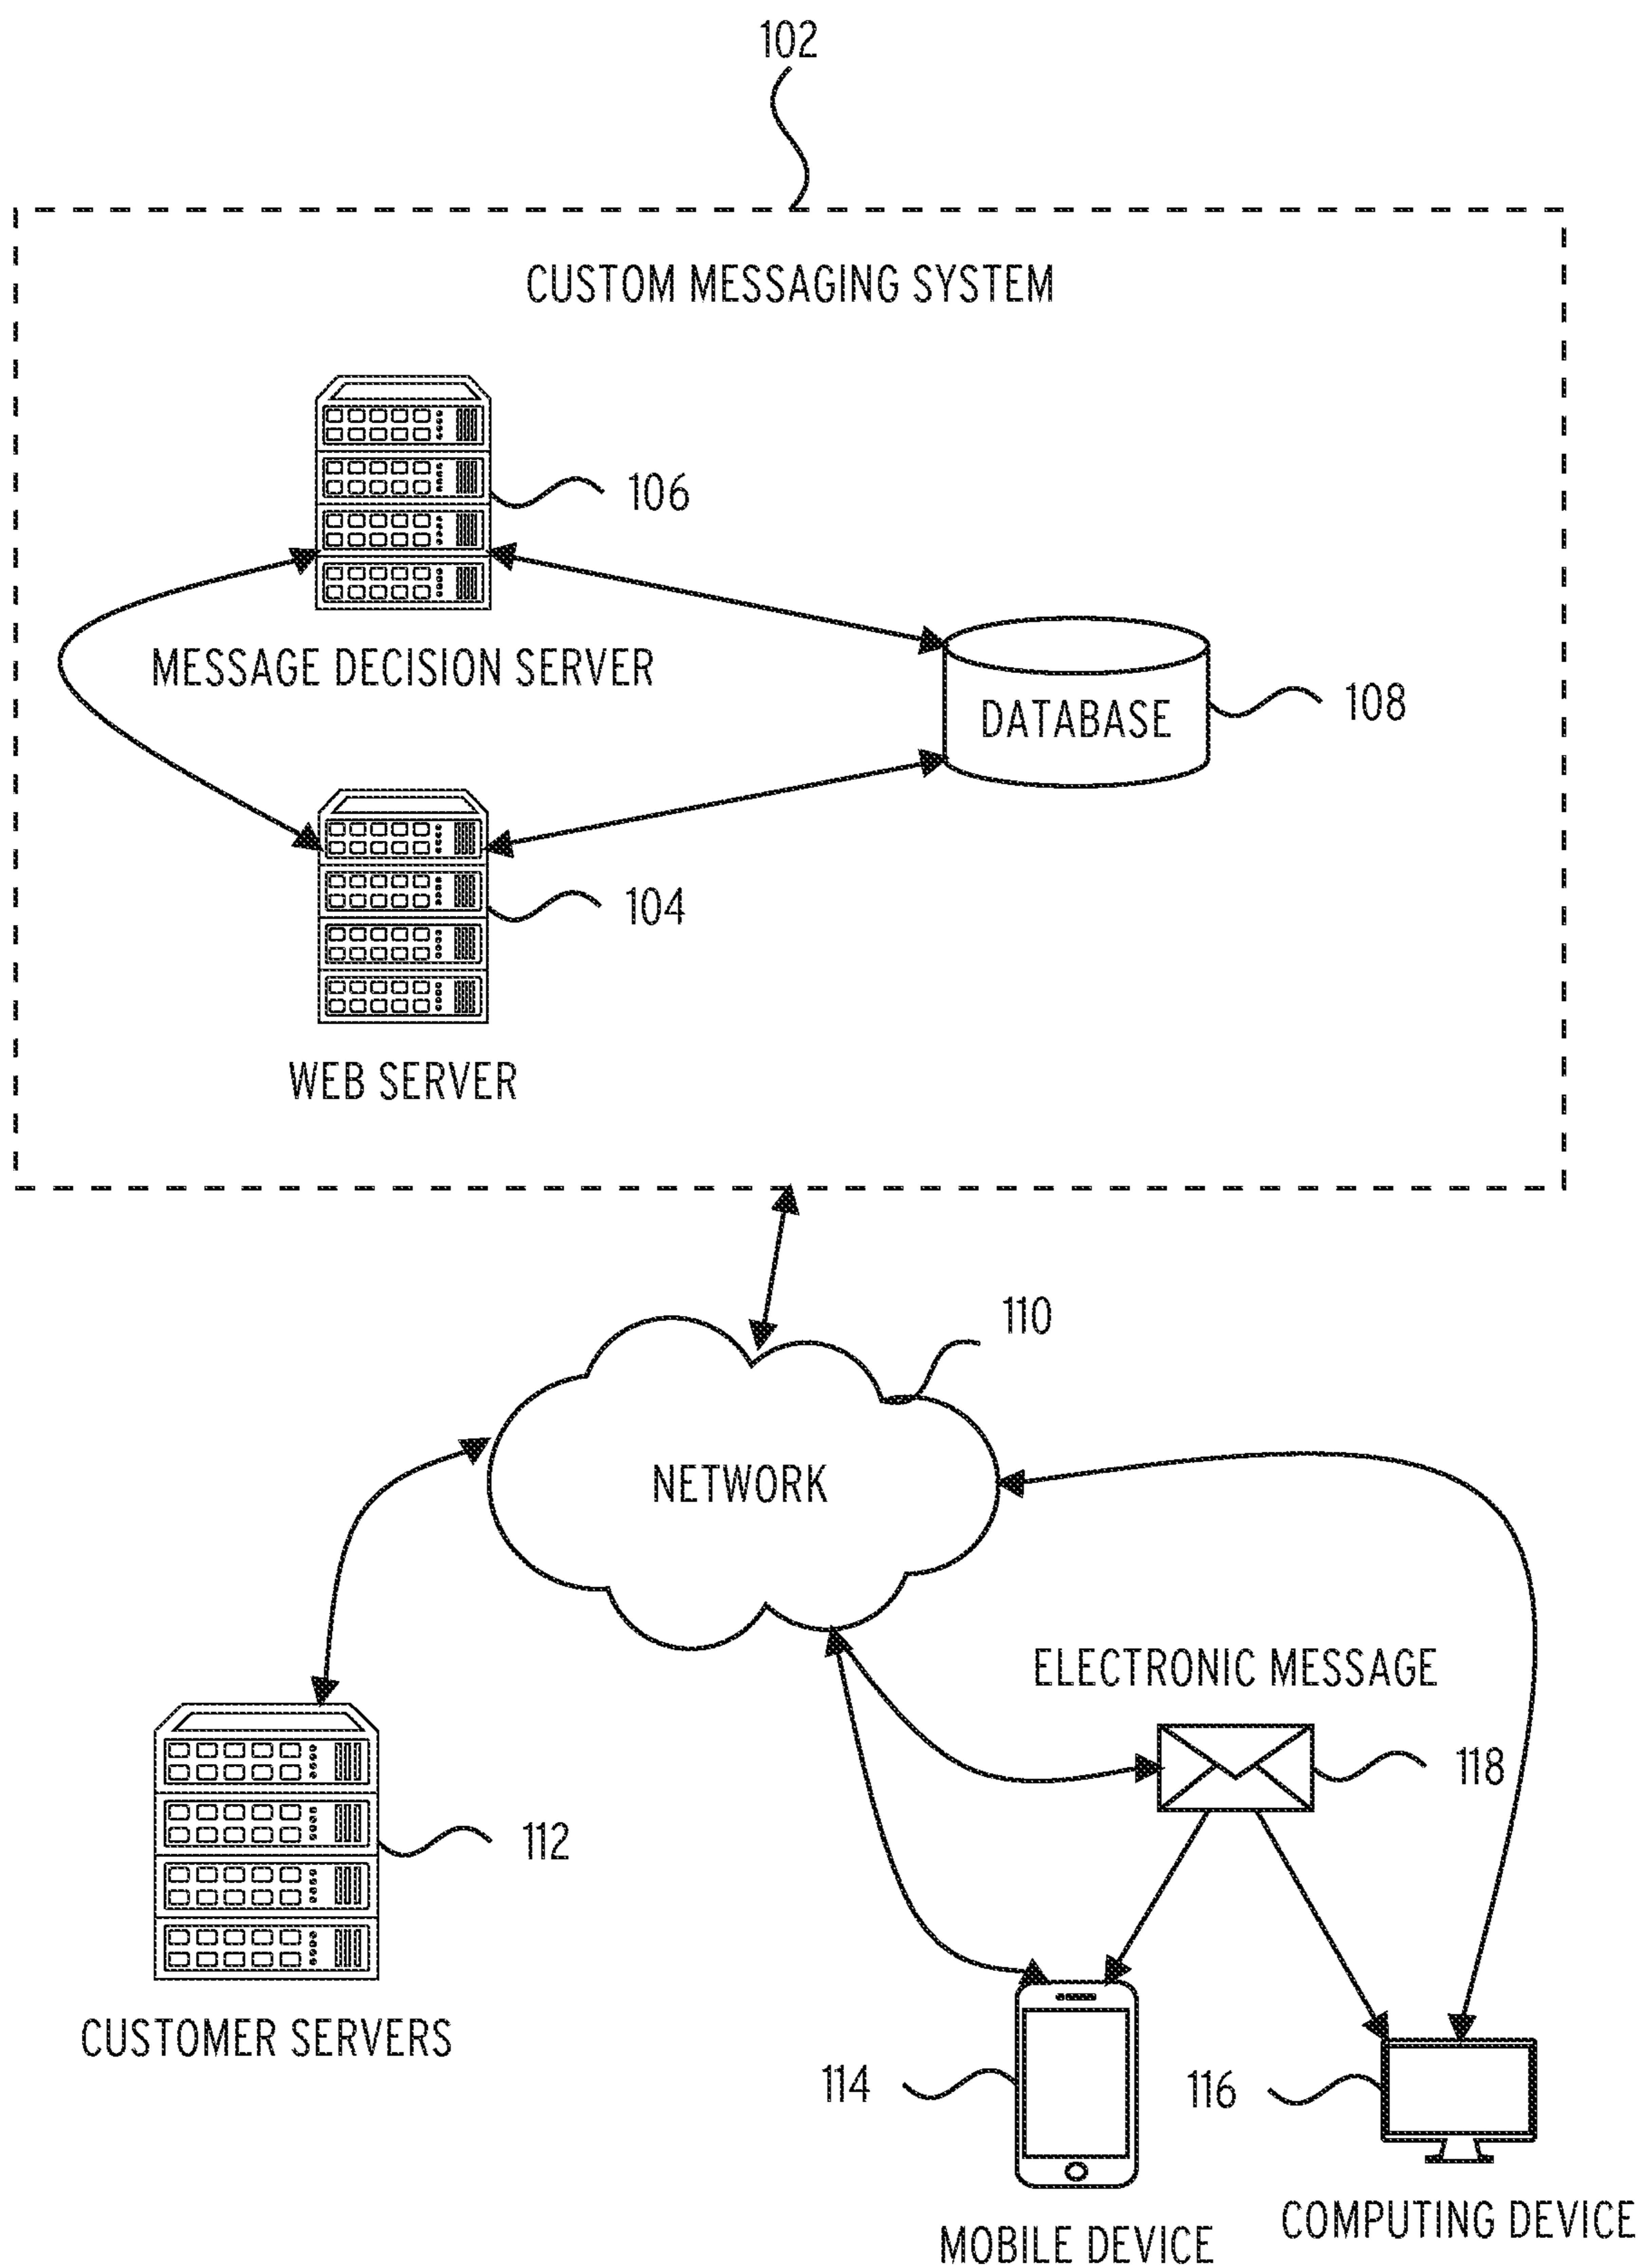 102
CUSTOM MESSAGING SYSTEM
106
MESSAGE DECISION SERVER
DATABASE
108
104
WEB SERVER
110
NETWORK
ELECTRONIC MESSAGE
118
112
CUSTOMER SERVERS
114
116
MOBILE DEVICE
COMPUTING DEVICE